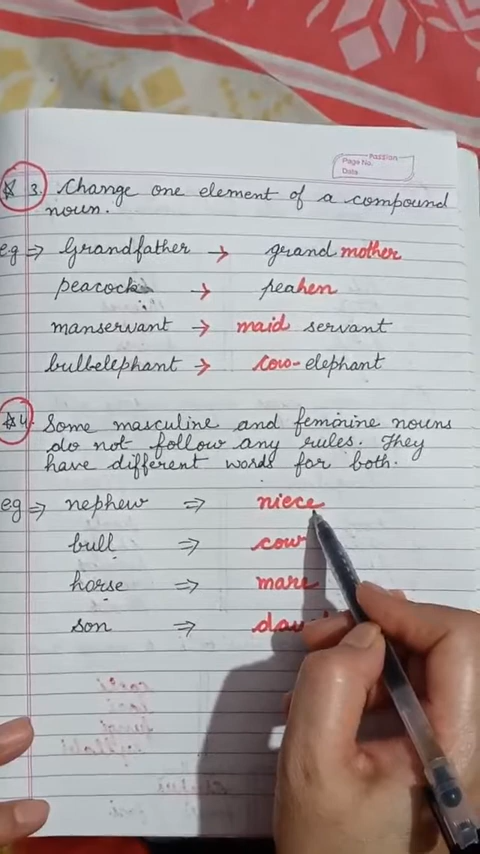 Passion
Page No.
Date
3. Change one element of a compound
noun.
e.g ⇒ Grandfather → grandmother
peacock → peahen
manservant → maid servant
bullelephant → cow-elephant
4. Some masculine and feminine nouns
do not follow any rules. They
have different words for both.
eg ⇒ nephew ⇒ niece
bull ⇒ cow
horse ⇒ mare
son ⇒ dau